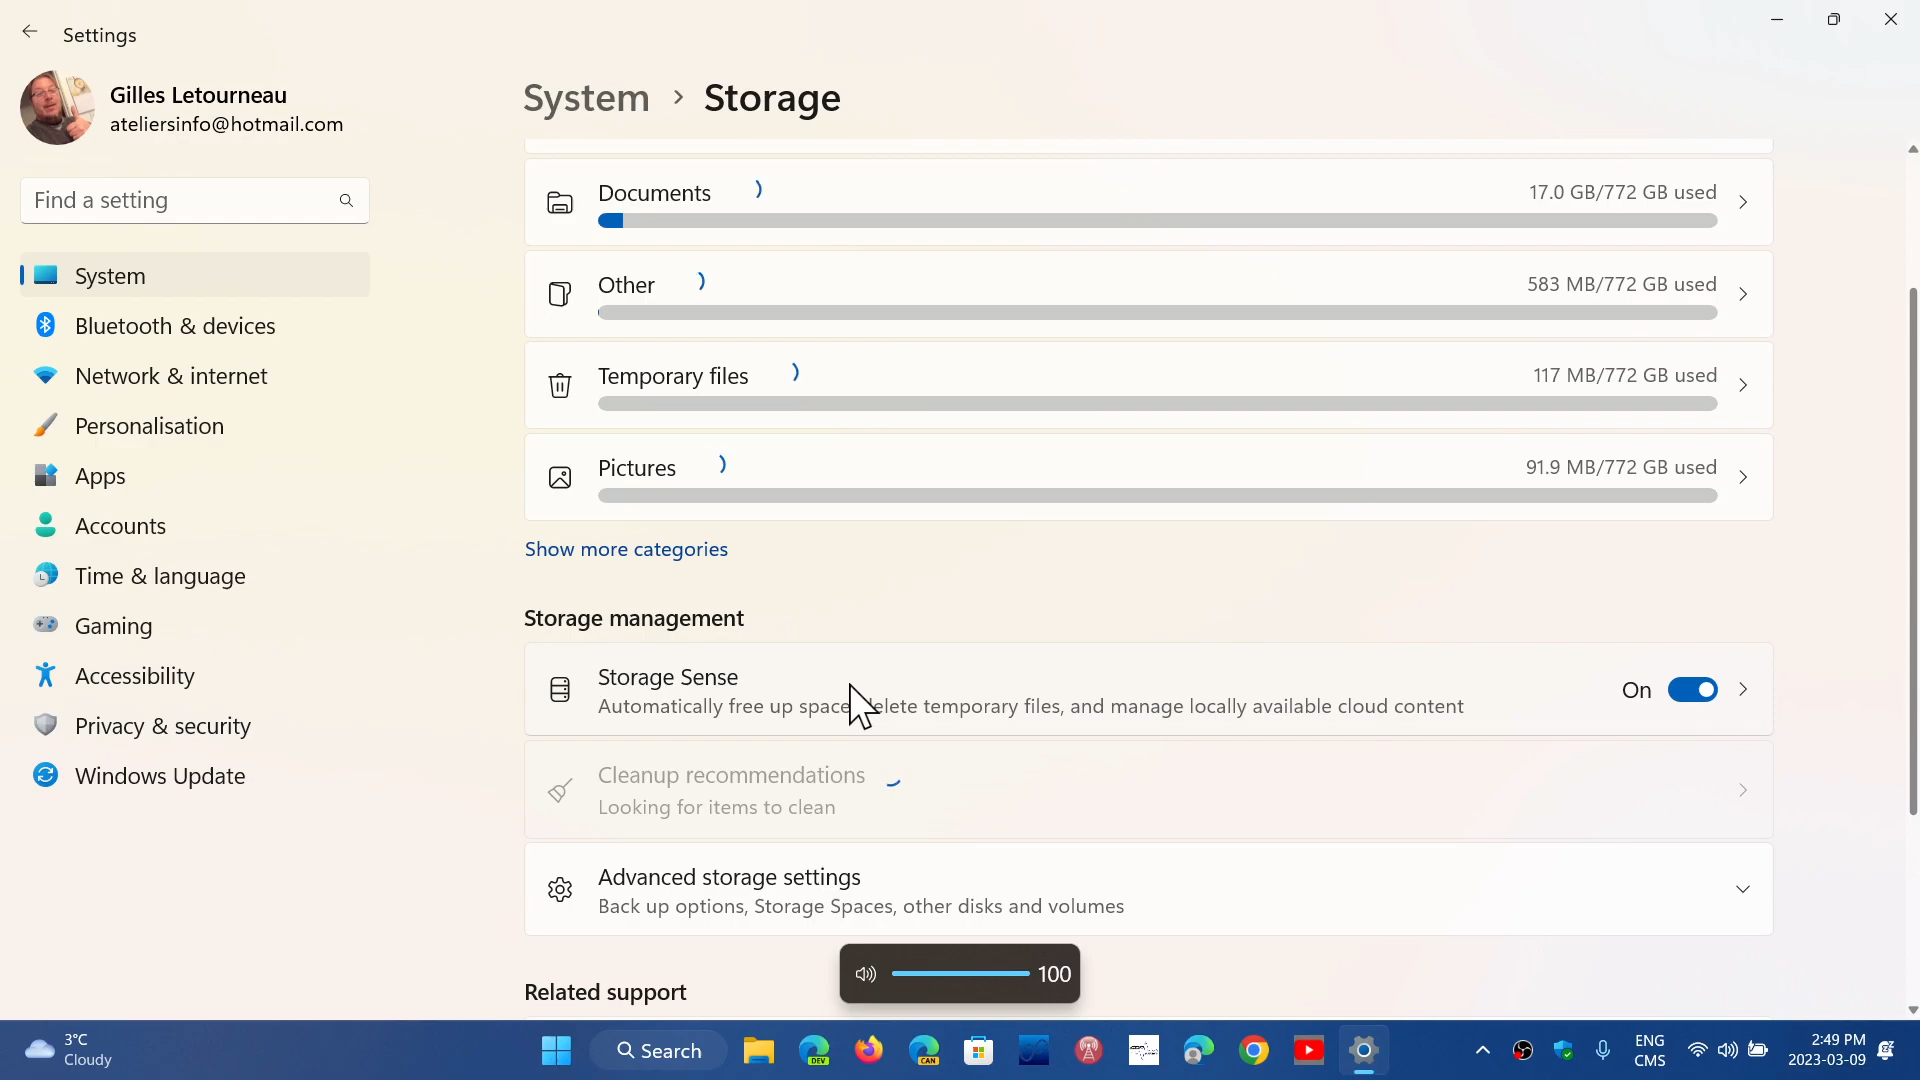 Settings
Gilles Letourneau
ateliersinfo@hotmail.com
Find a setting
System
Bluetooth & devices
Network & internet
Personalisation
Apps
Accounts
Time & language
Gaming
Accessibility
Privacy & security
Windows Update
System > Storage
Documents
17.0 GB/772 GB used
Other
583 MB/772 GB used
Temporary files
117 MB/772 GB used
Pictures
91.9 MB/772 GB used
Show more categories
Storage management
Storage Sense
On
Automatically free up space, delete temporary files, and manage locally available cloud content
Cleanup recommendations
Looking for items to clean
Advanced storage settings
Back up options, Storage Spaces, other disks and volumes
100
Related support
3°C
Cloudy
Search
DEV
CAN
ENG
CMS
2:49 PM
2023-03-09